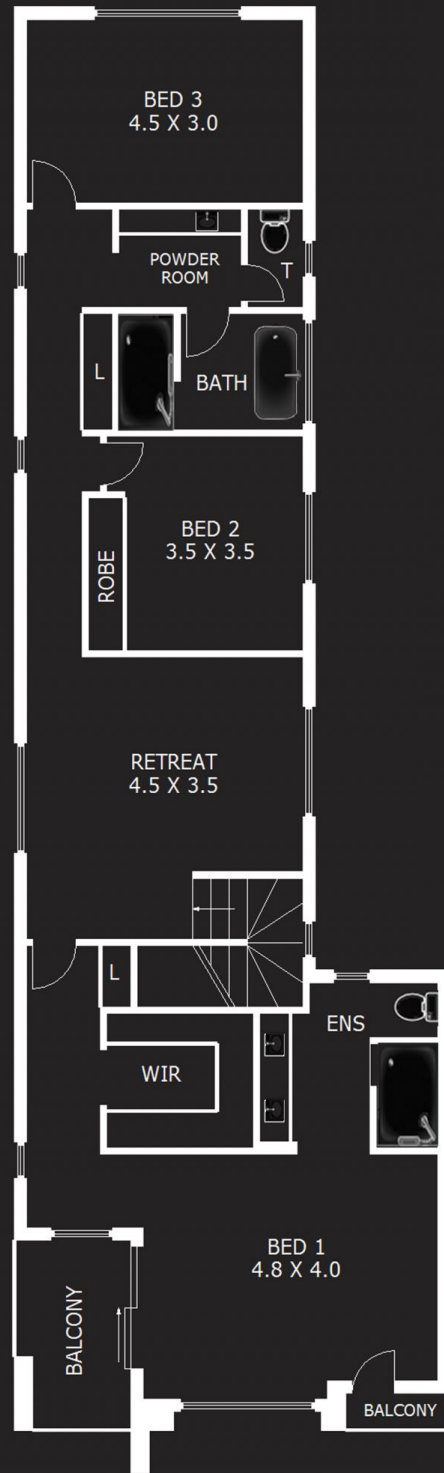 BED 3
4.5 X 3.0
POWDER
ROOM
T
L
BATH
BED 2
3.5 X 3.5
ROBE
RETREAT
4.5 X 3.5
L
ENS
WIR
BED 1
4.8 X 4.0
BALCONY
BALCONY